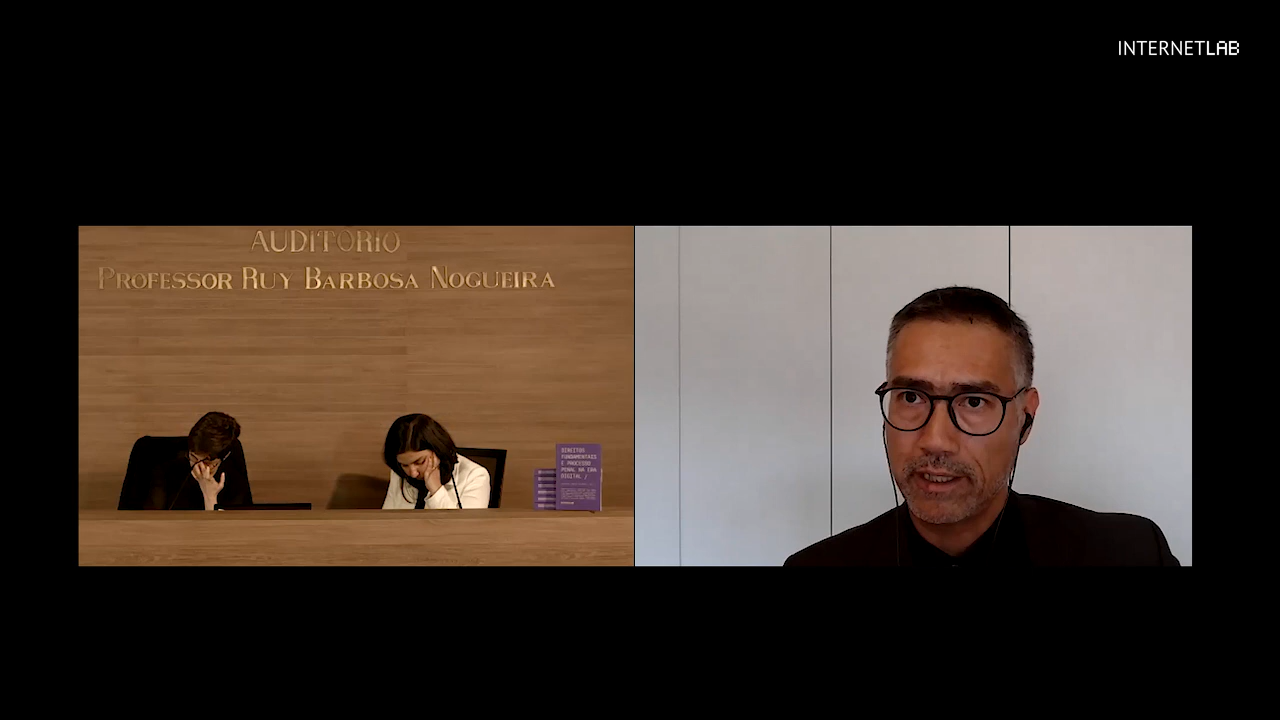 INTERNETLAB
AUDITÓRIO
PROFESSOR RUY BARBOSA NOGUEIRA
DIREITOS
FUNDAMENTAIS
E PROCESSO
PENAL NA ERA
DIGITAL